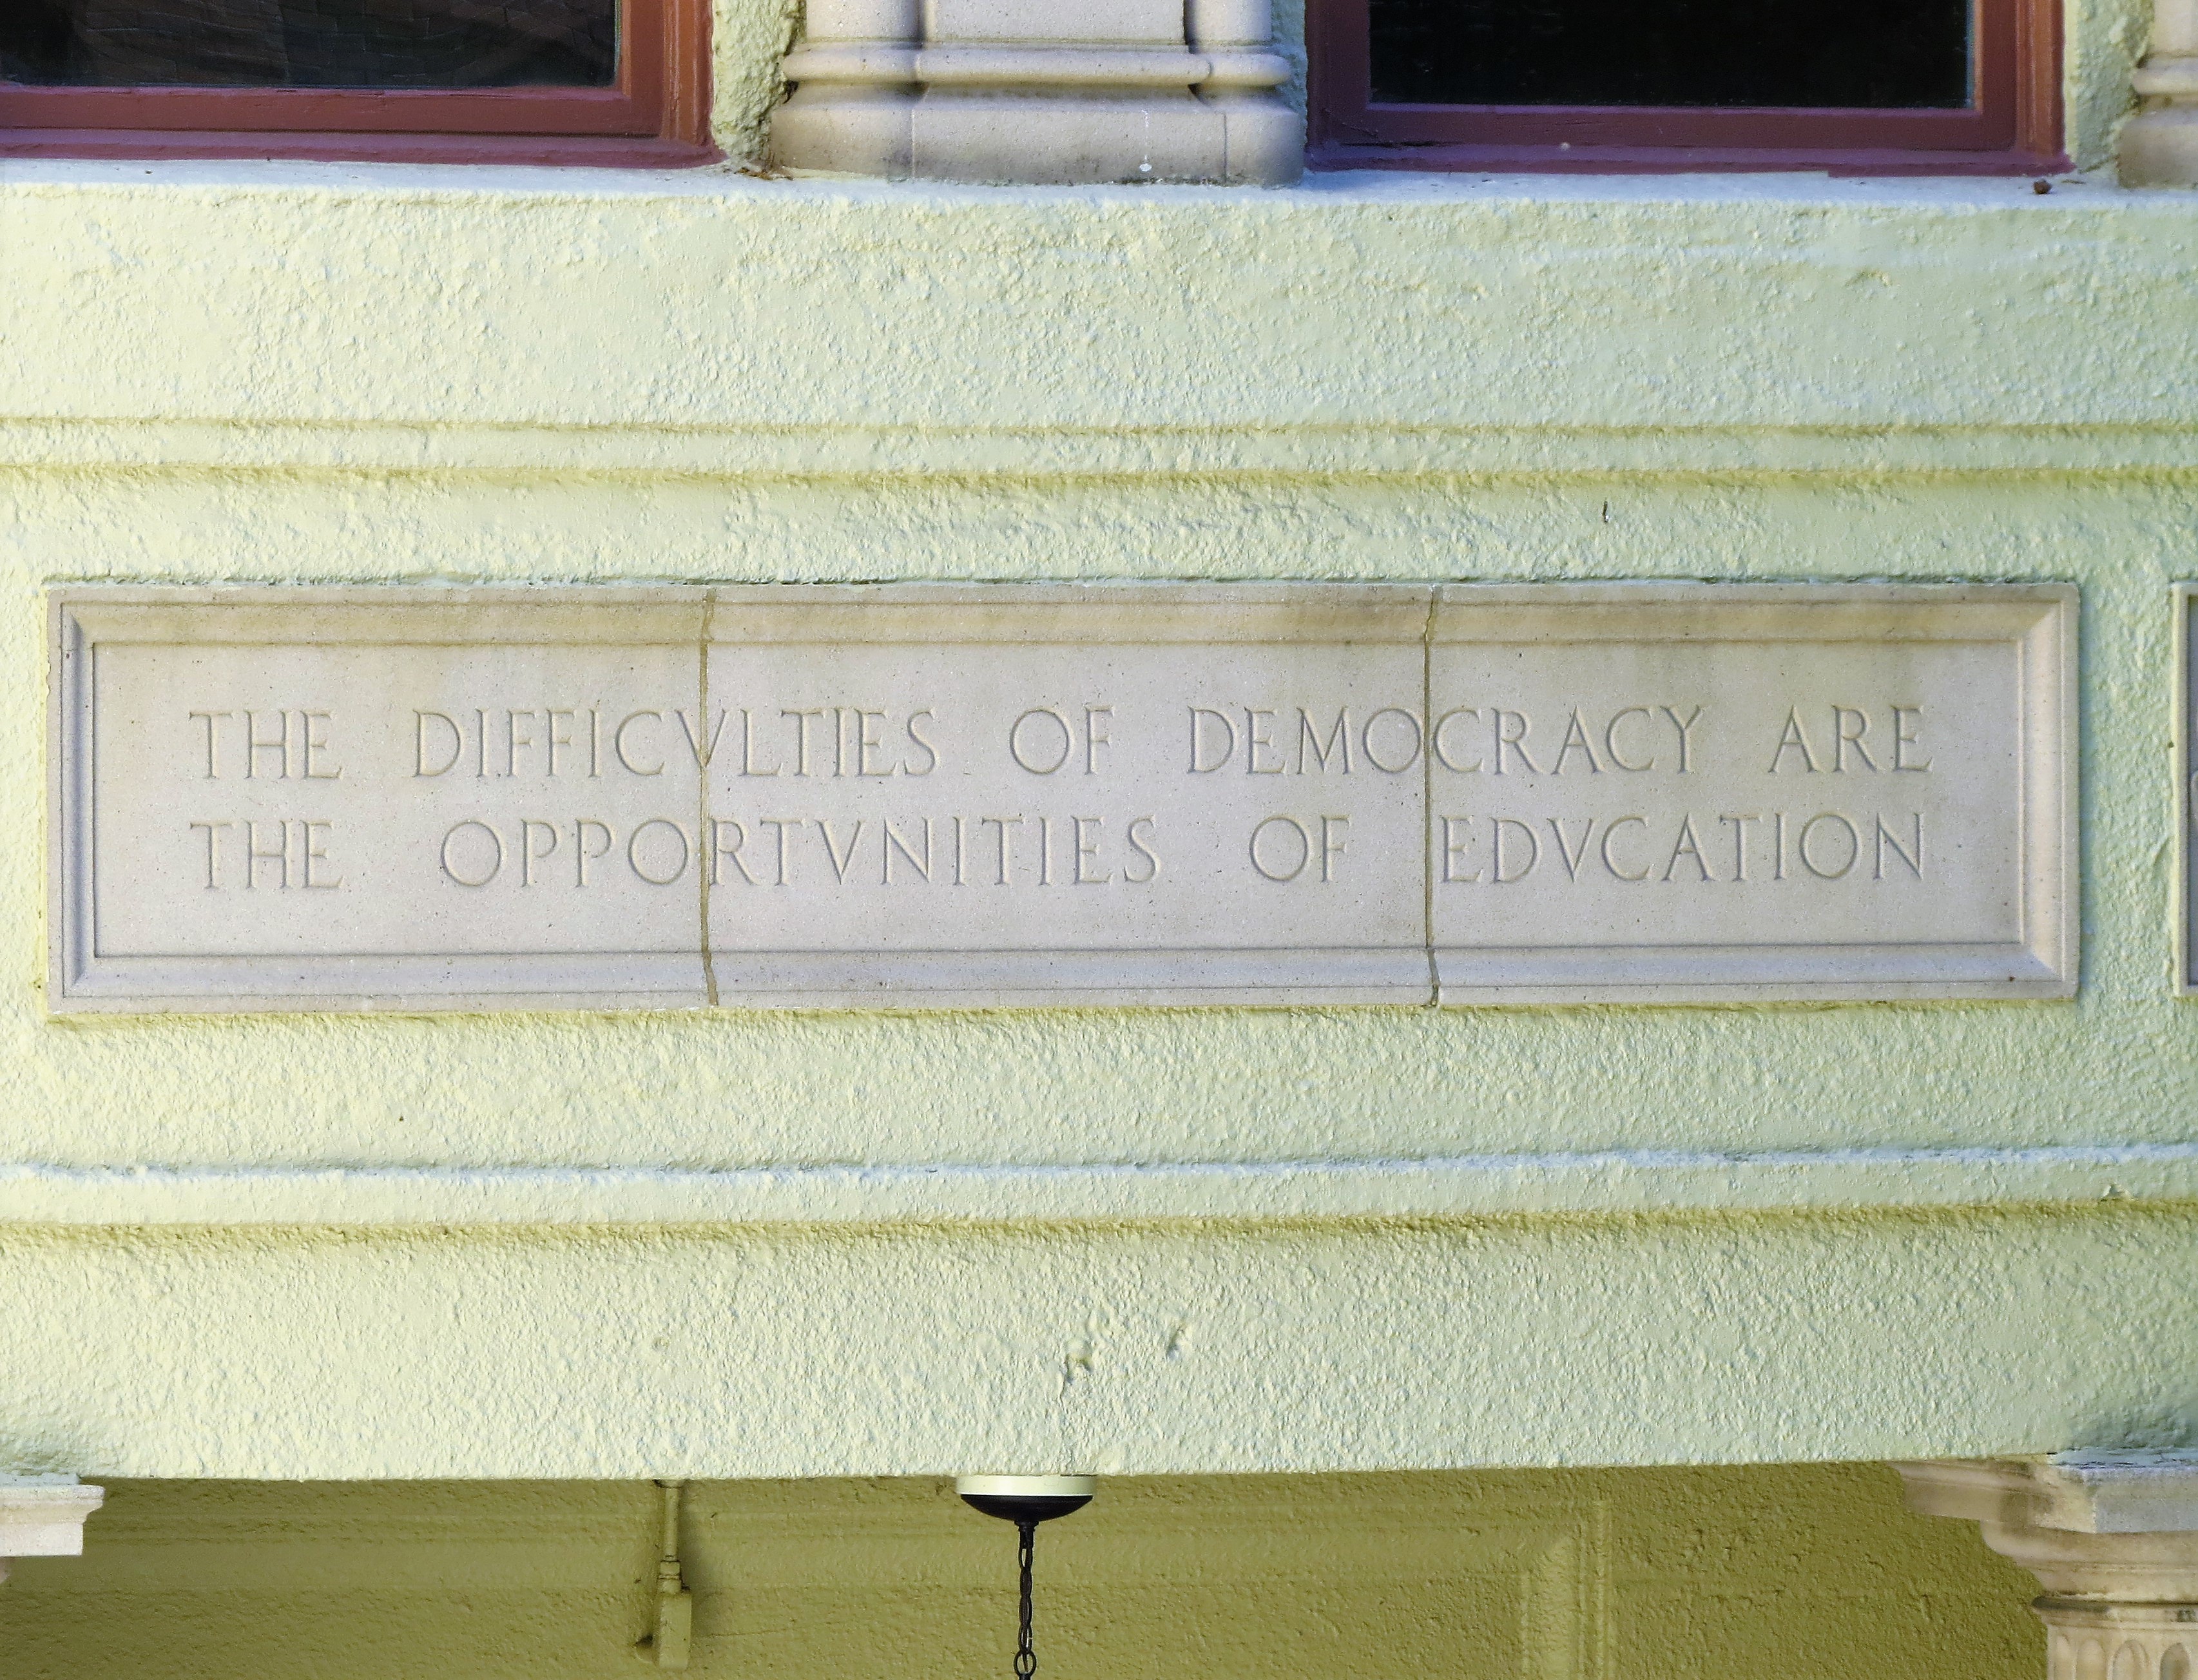 THE DIFFICVLTIES OF DEMOCRACY ARE
THE OPPORTVNITIES OF EDVCATION